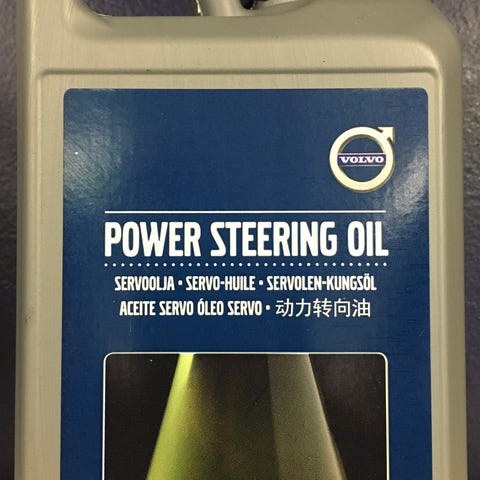 VOLVO
POWER STEERING OIL
SERVOOLJA • SERVO-HUILE • SERVOLEN-KUNGSÖL
ACEITE SERVO ÓLEO SERVO • 动力转向油